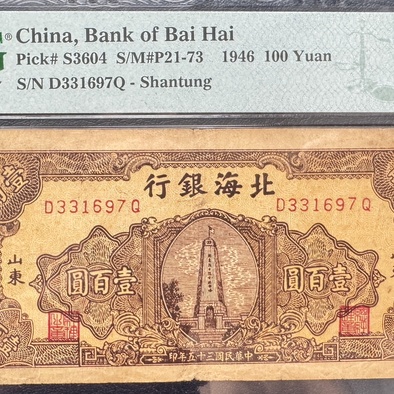 China, Bank of Bai Hai
Pick# S3604 S/M#P21-73 1946 100 Yuan
S/N D331697Q - Shantung
北海銀行
D331697Q D331697Q
山東
壹百圓 壹百圓
中華民國三十五年印